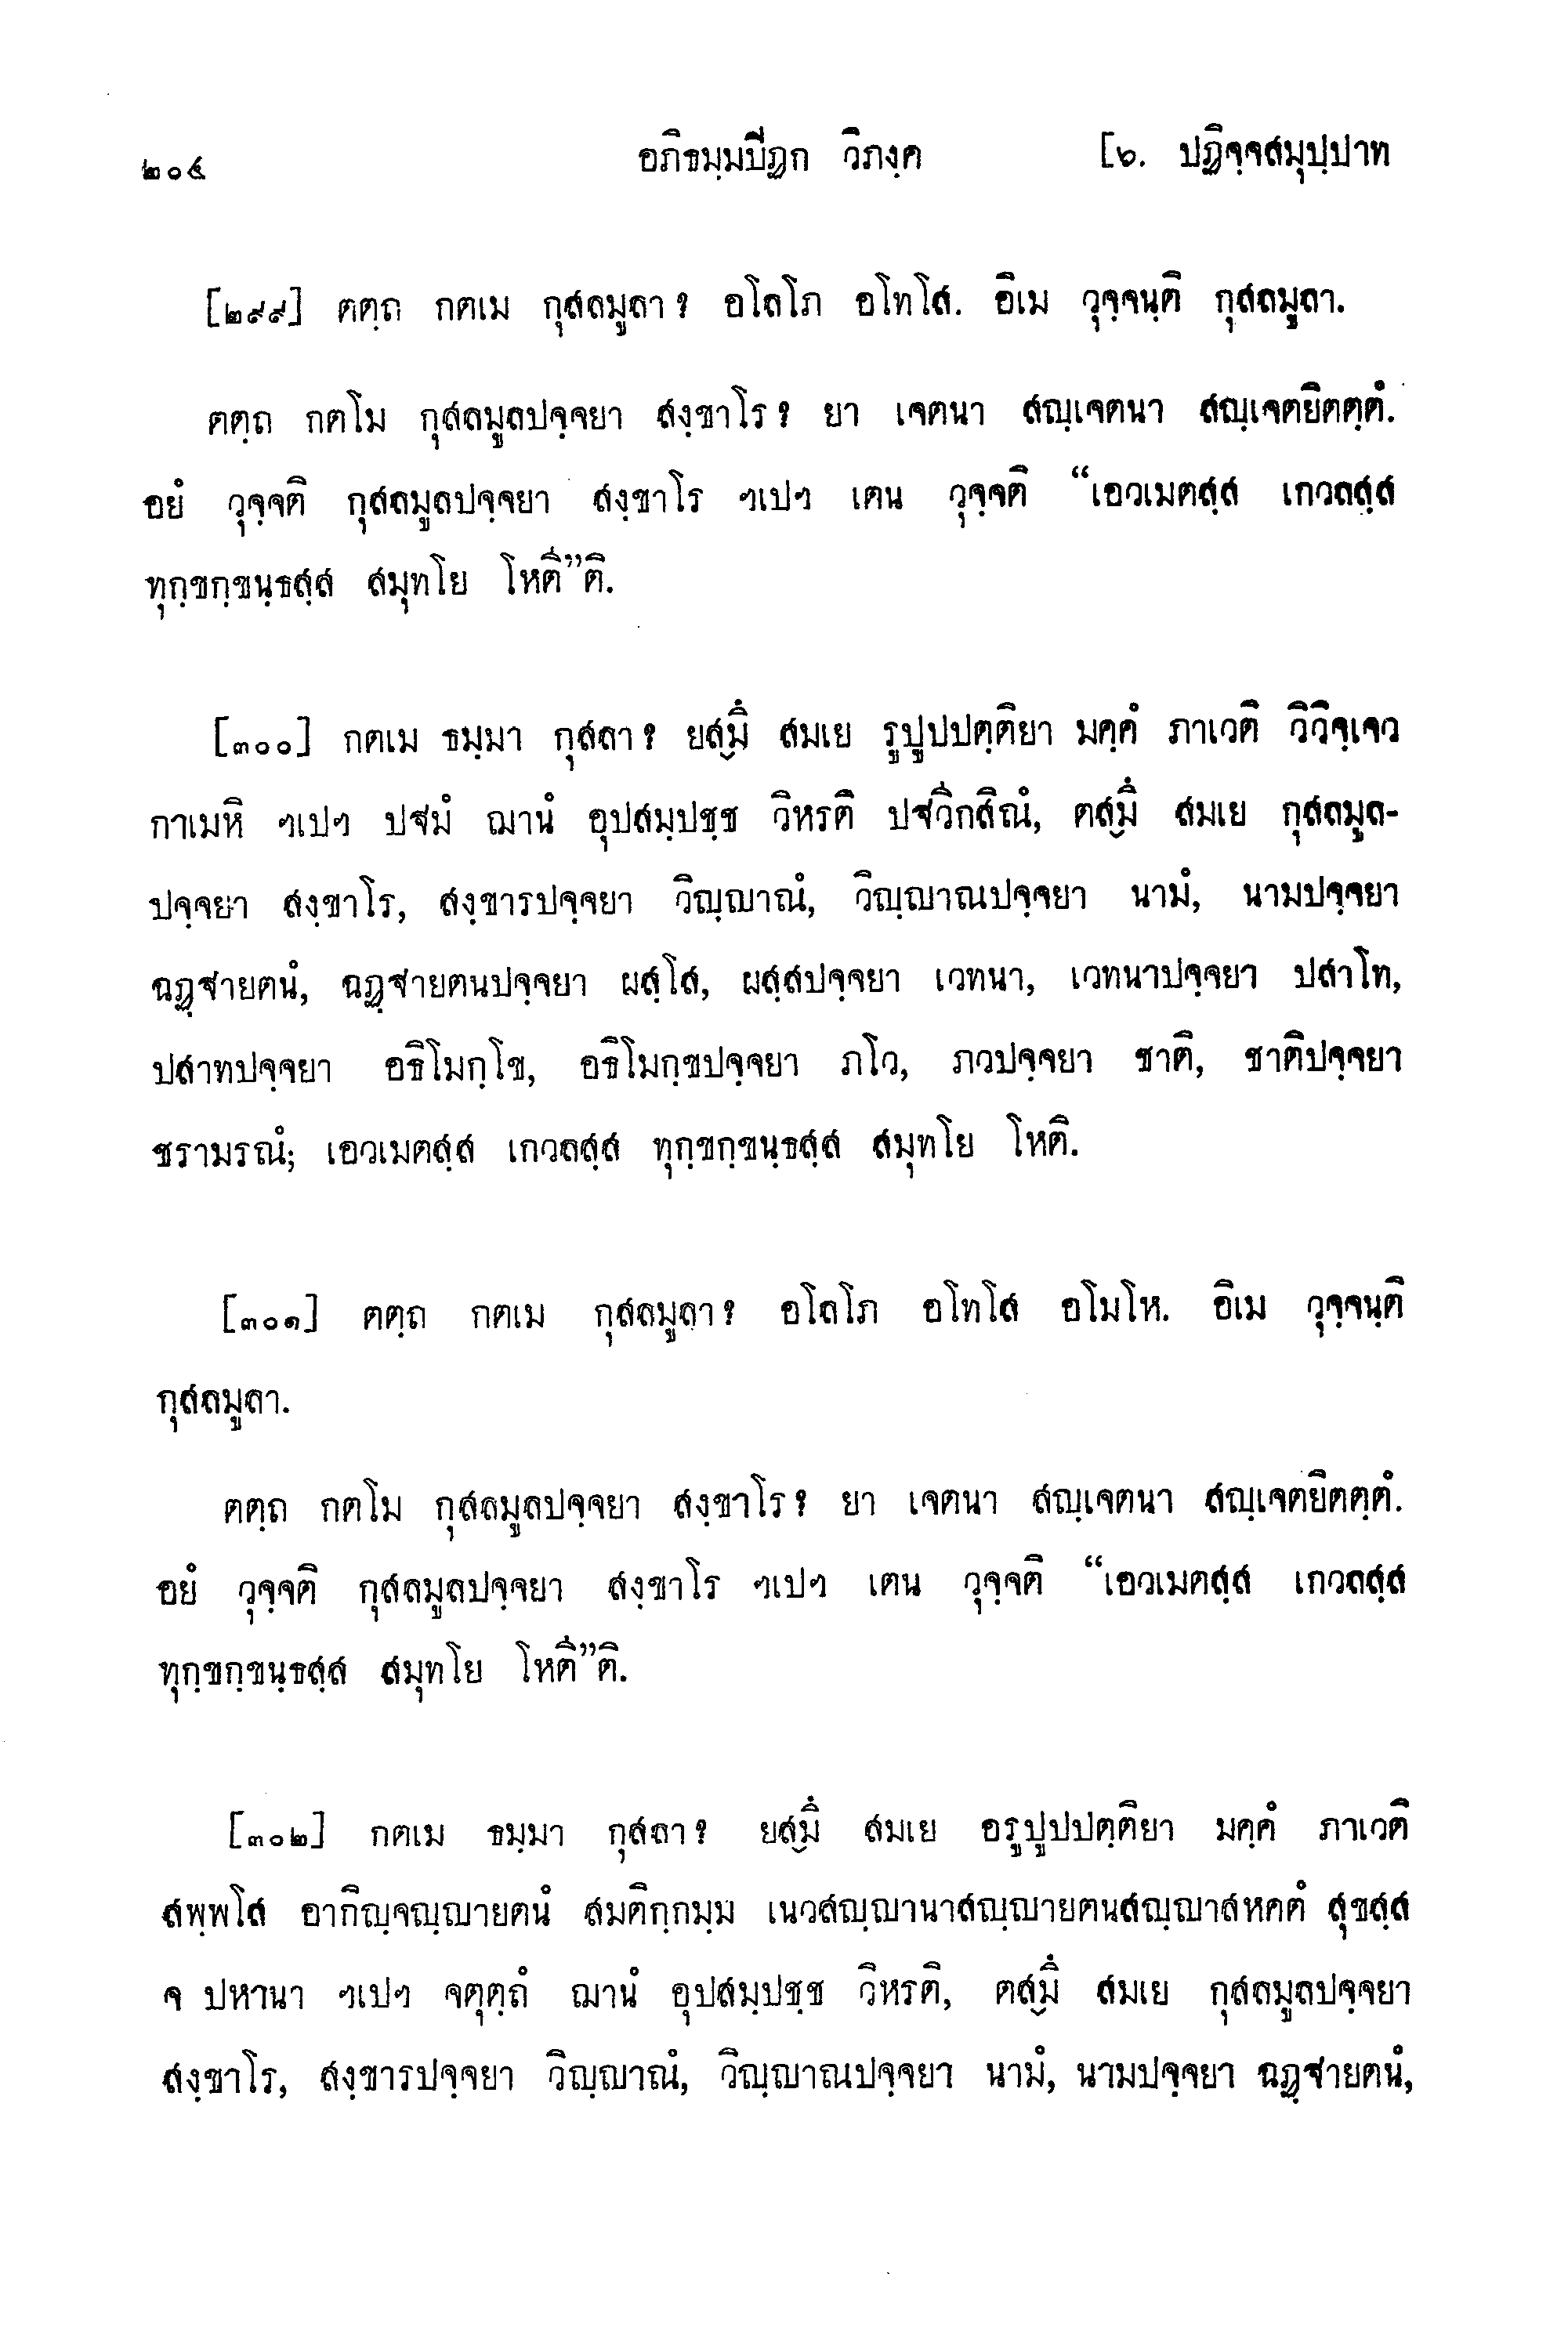 ๒๐๔ อภิธมฺมปิฏก วิภงฺค [๖. ปฏิจฺจสมุปฺปาท
[๒๙๙] ตตฺถ กตเม กุสลมูลา? อโลโภ อโทโส. อิเม วุจฺจนฺติ กุสลมูลา.
ตตฺถ กตโม กุสลมูลปจฺจยา สงฺขาโร? ยา เจตนา สญฺเจตนา สญฺเจตยิตตฺตํ.
อยํ วุจฺจติ กุสลมูลปจฺจยา สงฺขาโร ฯเปฯ เตน วุจฺจติ “เอวเมตสฺส เกวลสฺส
ทุกฺขกฺขนฺธสฺส สมุทโย โหตี”ติ.
[๓๐๐] กตเม ธมฺมา กุสลา? ยสฺมึ สมเย รูปูปปตฺติยา มคฺคํ ภาเวติ วิวิจฺเจว
กาเมหิ ฯเปฯ ปฐมํ ฌานํ อุปสมฺปชฺช วิหรติ ปฐวิกสิณํ, ตสฺมึ สมเย กุสลมูล-
ปจฺจยา สงฺขาโร, สงฺขารปจฺจยา วิญฺญาณํ, วิญฺญาณปจฺจยา นามํ, นามปจฺจยา
ฉฏฺฐายตนํ, ฉฏฺฐายตนปจฺจยา ผสฺโส, ผสฺสปจฺจยา เวทนา, เวทนาปจฺจยา ปสาโท,
ปสาทปจฺจยา อธิโมกฺโข, อธิโมกฺขปจฺจยา ภโว, ภวปจฺจยา ชาติ, ชาติปจฺจยา
ชรามรณํ; เอวเมตสฺส เกวลสฺส ทุกฺขกฺขนฺธสฺส สมุทโย โหติ.
[๓๐๑] ตตฺถ กตเม กุสลมูลา? อโลโภ อโทโส อโมโห. อิเม วุจฺจนฺติ
กุสลมูลา.
ตตฺถ กตโม กุสลมูลปจฺจยา สงฺขาโร? ยา เจตนา สญฺเจตนา สญฺเจตยิตตฺตํ.
อยํ วุจฺจติ กุสลมูลปจฺจยา สงฺขาโร ฯเปฯ เตน วุจฺจติ “เอวเมตสฺส เกวลสฺส
ทุกฺขกฺขนฺธสฺส สมุทโย โหตี”ติ.
[๓๐๒] กตเม ธมฺมา กุสลา? ยสฺมึ สมเย อรูปูปปตฺติยา มคฺคํ ภาเวติ
สพฺพโส อากิญฺจญฺญายตนํ สมติกฺกมฺม เนวสญฺญานาสญฺญายตนสญฺญาสหคตํ สุขสฺส
จ ปหานา ฯเปฯ จตุตฺถํ ฌานํ อุปสมฺปชฺช วิหรติ, ตสฺมึ สมเย กุสลมูลปจฺจยา
สงฺขาโร, สงฺขารปจฺจยา วิญฺญาณํ, วิญฺญาณปจฺจยา นามํ, นามปจฺจยา ฉฏฺฐายตนํ,